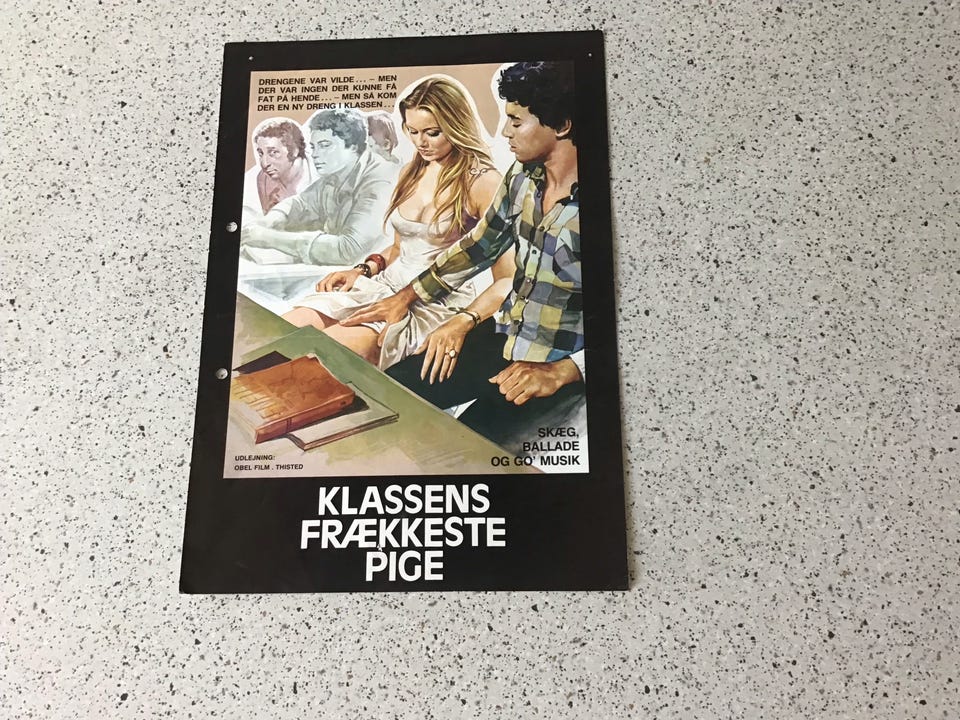 DRENGENE VAR VILDE... – MEN
DER VAR INGEN DER KUNNE FÅ
FAT PÅ HENDE... – MEN SÅ KOM
DER EN NY DRENG I KLASSEN...
SKÆG,
BALLADE
OG GO' MUSIK
UDLEJNING:
OBEL FILM . THISTED
KLASSENS
FRÆKKESTE
PIGE